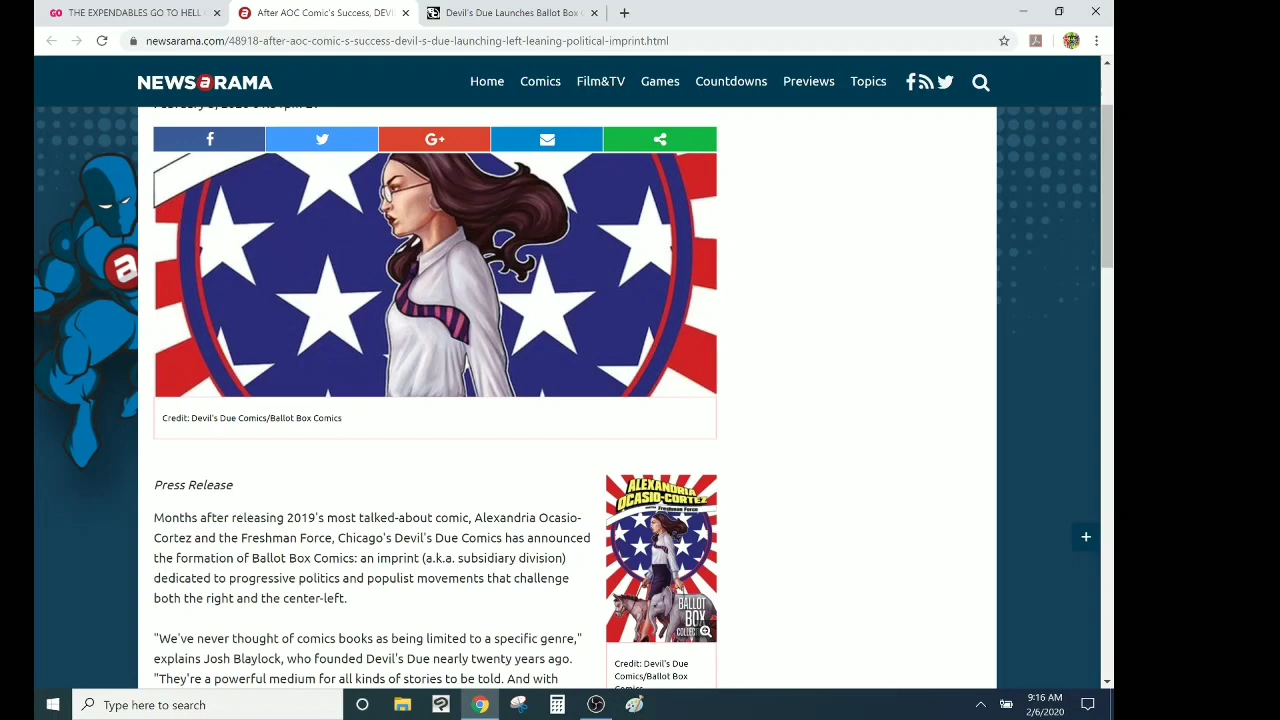 THE EXPENDABLES GO TO HELL
After AOC Comic's Success, DEVI
Devil's Due Launches Ballot Box
newsarama.com/48918-after-aoc-comic-s-success-devil-s-due-launching-left-leaning-political-imprint.html
NEWSaRAMA
Home Comics Film&TV Games Countdowns Previews Topics
G+
a
Credit: Devil's Due Comics/Ballot Box Comics
Press Release
Months after releasing 2019's most talked-about comic, Alexandria Ocasio-
Cortez and the Freshman Force, Chicago's Devil's Due Comics has announced
the formation of Ballot Box Comics: an imprint (a.k.a. subsidiary division)
dedicated to progressive politics and populist movements that challenge
both the right and the center-left.
"We've never thought of comics books as being limited to a specific genre,"
explains Josh Blaylock, who founded Devil's Due nearly twenty years ago.
"They're a powerful medium for all kinds of stories to be told. And with
ALEXANDRIA
OCASIO-CORTEZ
Freshman Force
BALLOT
BOX
Credit: Devil's Due
Comics/Ballot Box
Type here to search
9:16 AM
2/6/2020